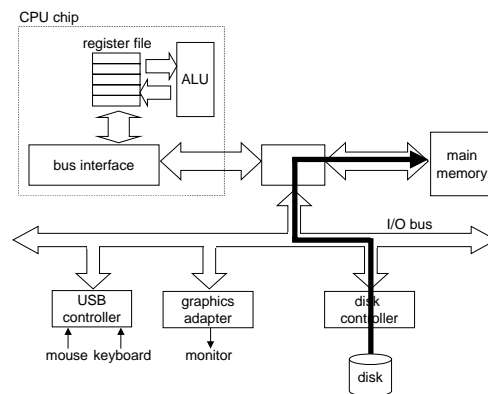 CPU chip
register file
ALU
bus interface
main
memory
I/O bus
USB
controller
graphics
adapter
disk
controller
mouse
keyboard
monitor
disk